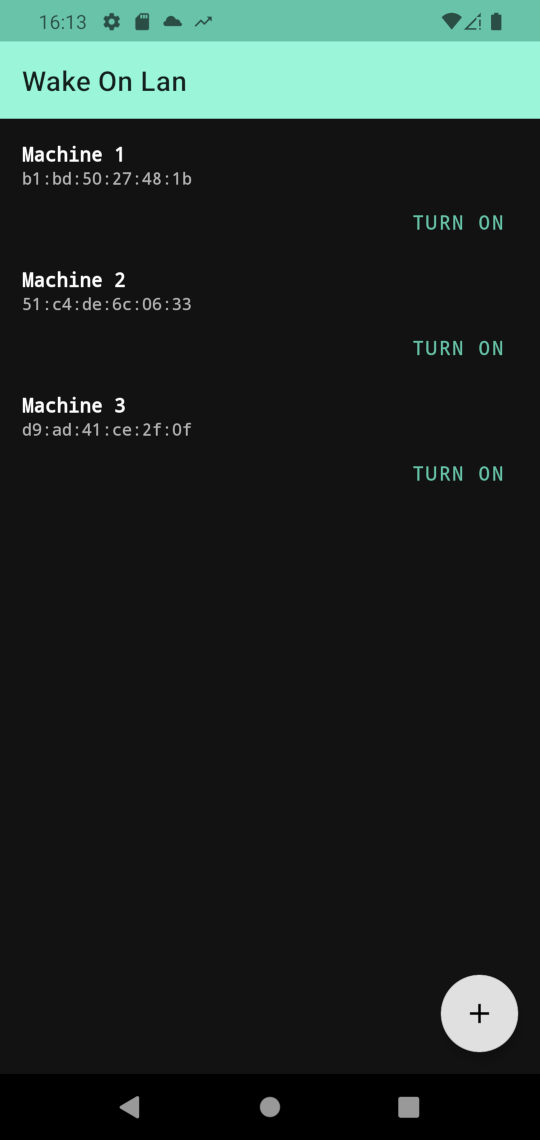 16:13
Wake On Lan
Machine 1
b1:bd:50:27:48:1b
TURN ON
Machine 2
51:c4:de:6c:06:33
TURN ON
Machine 3
d9:ad:41:ce:2f:0f
TURN ON